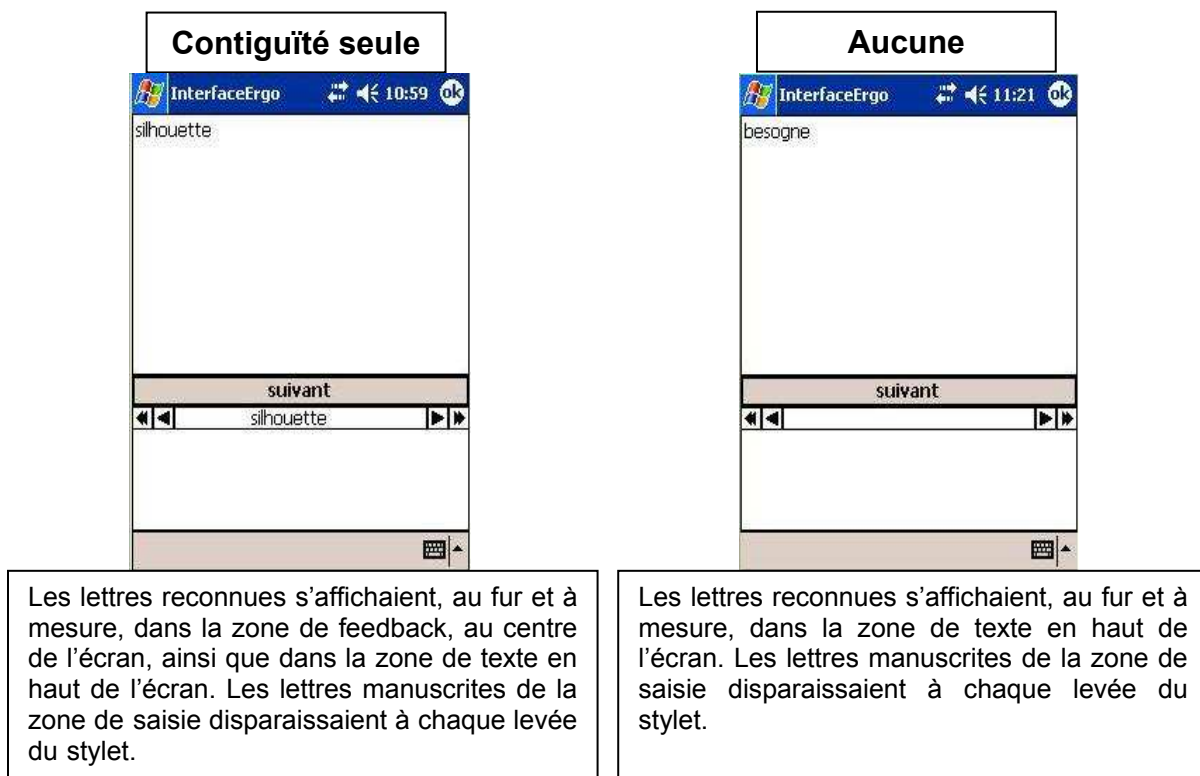 Contiguïté seule
InterfaceErgo 10:59 ok
silhouette
suivant
silhouette
Les lettres reconnues s’affichaient, au fur et à
mesure, dans la zone de feedback, au centre
de l’écran, ainsi que dans la zone de texte en
haut de l’écran. Les lettres manuscrites de la
zone de saisie disparaissaient à chaque levée
du stylet.
Aucune
InterfaceErgo 11:21 ok
besogne
suivant
Les lettres reconnues s’affichaient, au fur et à
mesure, dans la zone de texte en haut de
l’écran. Les lettres manuscrites de la zone de
saisie disparaissaient à chaque levée du
stylet.